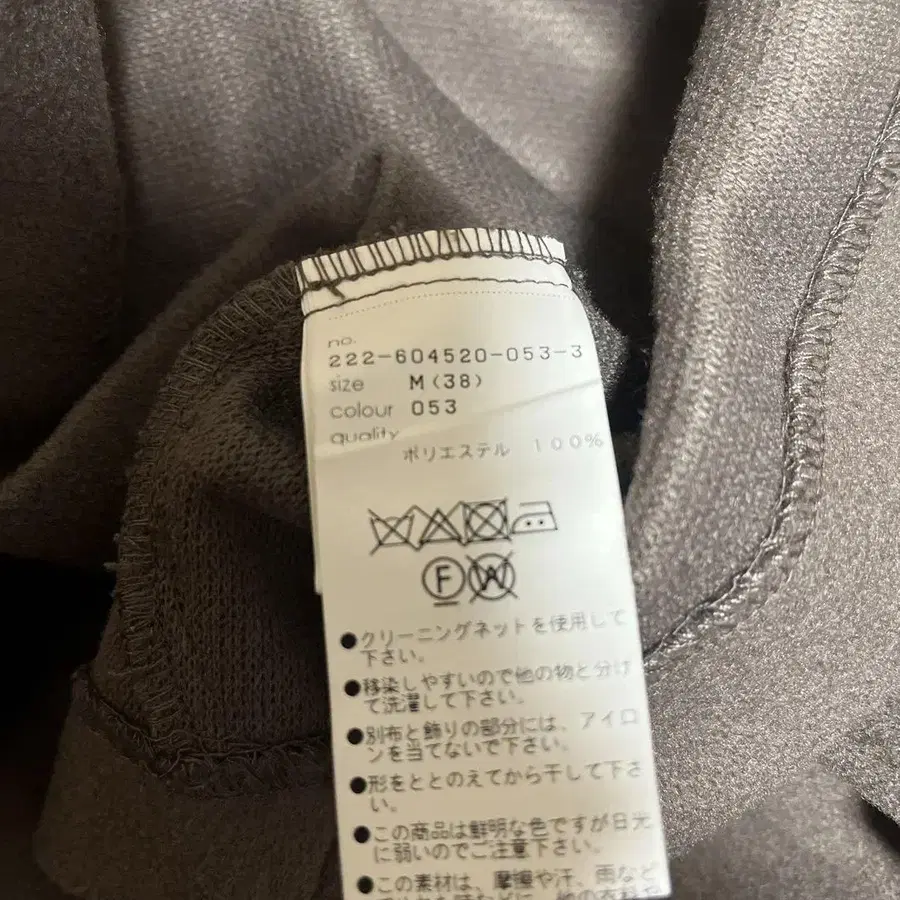 no.
222-604520-053-3
size M(38)
colour 053
quality
ポリエステル 100%
F W
●クリーニングネットを使用して
下さい。
●移染しやすいので他の物と分け
て洗濯して下さい。
●別布と飾りの部分には、アイロ
ンを当てないで下さい。
●形をととのえてから干して下さ
い。
●この商品は鮮明な色ですが日光
に弱いのでご注意下さい。
●この素材は、摩擦や汗、雨など